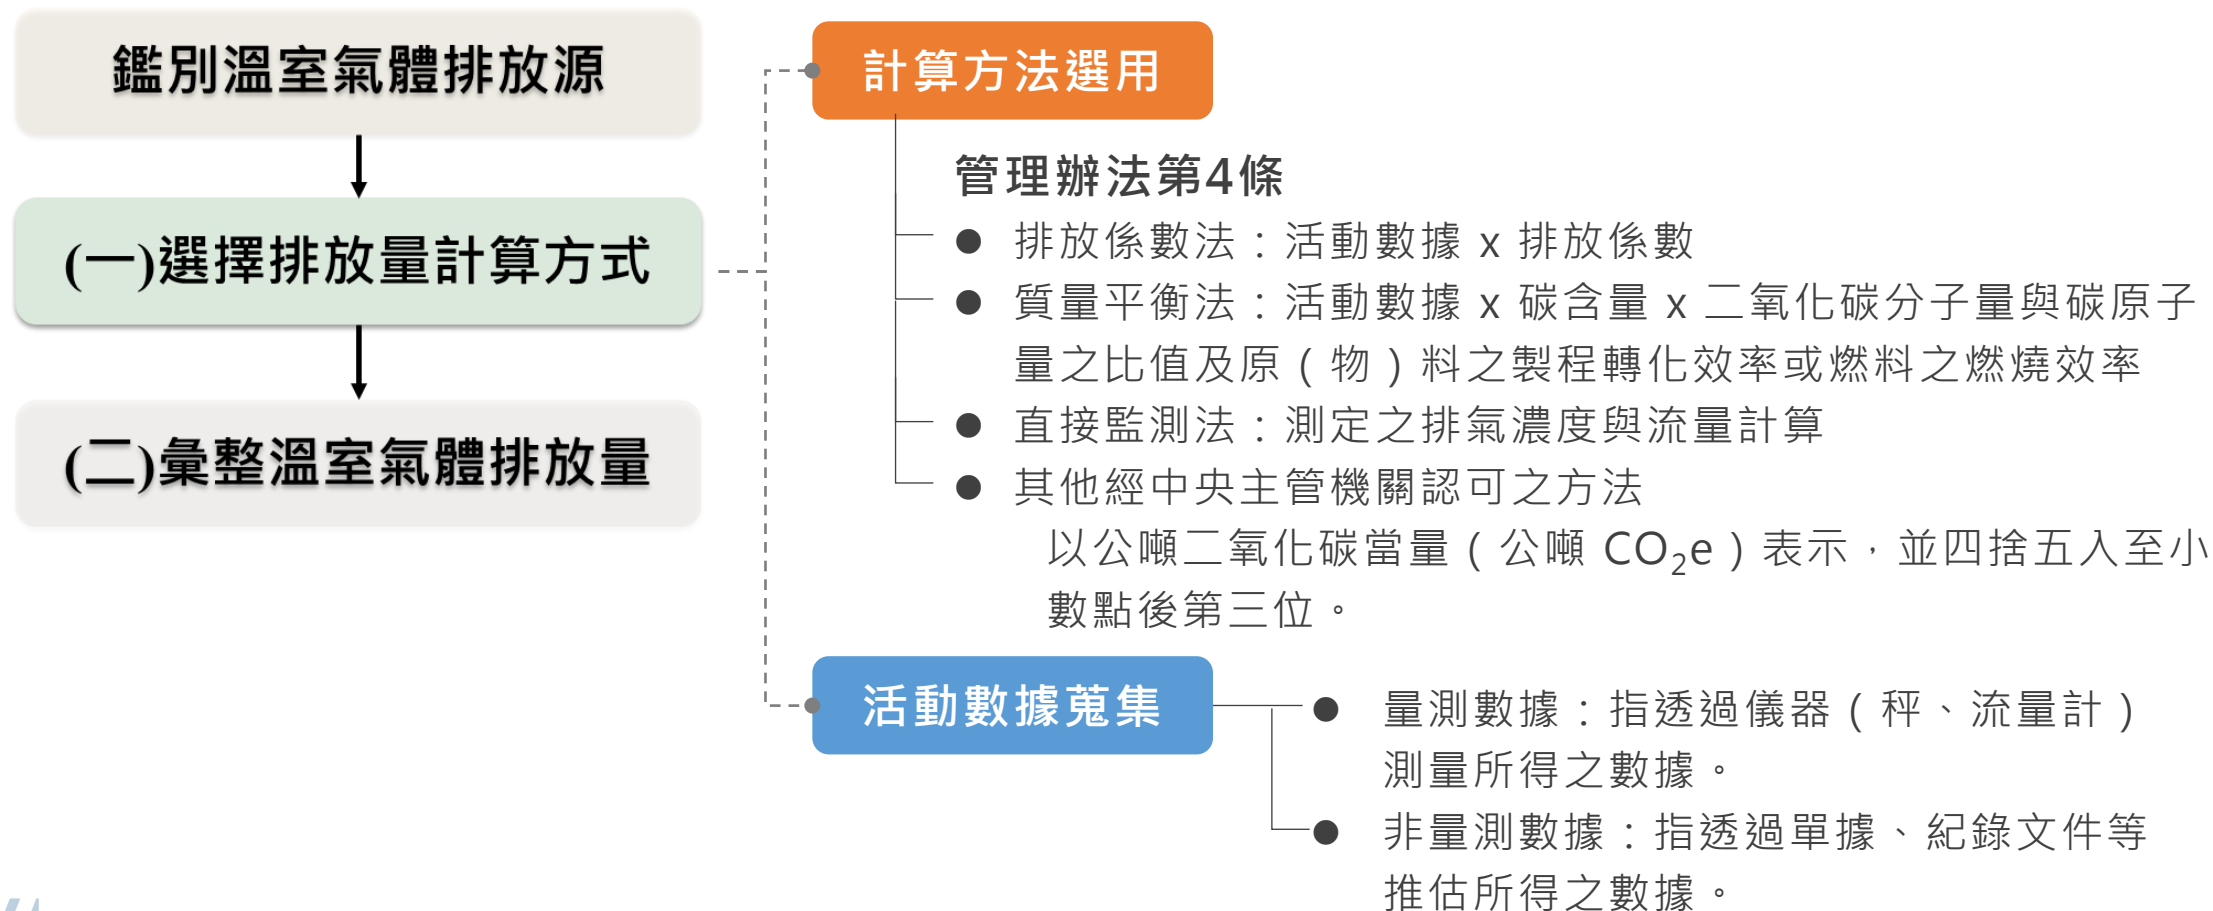 鑑別溫室氣體排放源
(一)選擇排放量計算方式
(二)彙整溫室氣體排放量
計算方法選用
管理辦法第4條
● 排放係數法：活動數據 x 排放係數
● 質量平衡法：活動數據 x 碳含量 x 二氧化碳分子量與碳原子
量之比值及原（物）料之製程轉化效率或燃料之燃燒效率
● 直接監測法：測定之排氣濃度與流量計算
● 其他經中央主管機關認可之方法
以公噸二氧化碳當量（公噸 CO₂e）表示，並四捨五入至小
數點後第三位。
活動數據蒐集
● 量測數據：指透過儀器（秤、流量計）
測量所得之數據。
● 非量測數據：指透過單據、紀錄文件等
推估所得之數據。